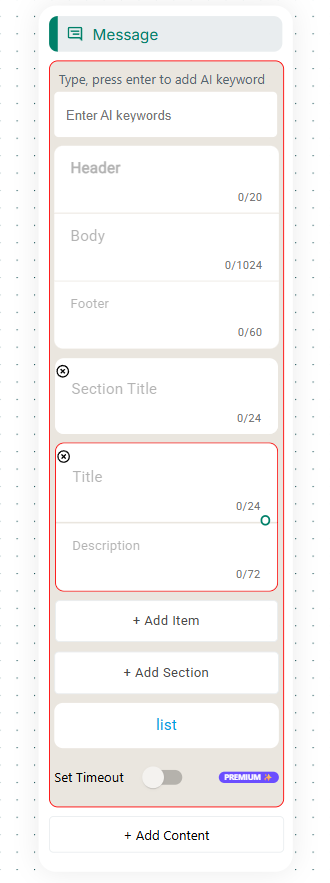 Message
Type, press enter to add AI keyword
Enter AI keywords
Header
0/20
Body
0/1024
Footer
0/60
Section Title
0/24
Title
0/24
Description
0/72
+ Add Item
+ Add Section
list
Set Timeout
PREMIUM ✨
+ Add Content